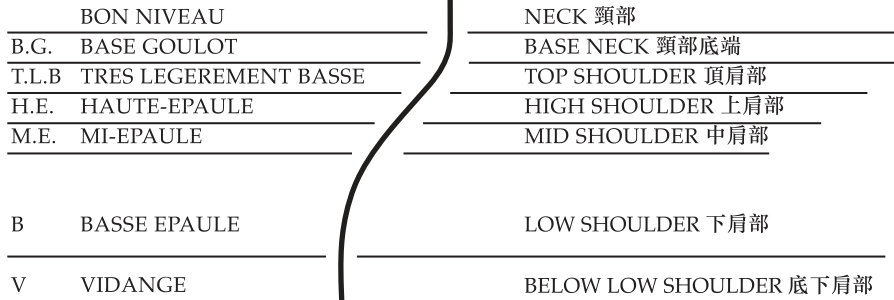 BON NIVEAU NECK 頸部
B.G. BASE GOULOT BASE NECK 頸部底端
T.L.B TRES LEGEREMENT BASSE TOP SHOULDER 頂肩部
H.E. HAUTE-EPAULE HIGH SHOULDER 上肩部
M.E. MI-EPAULE MID SHOULDER 中肩部
B BASSE EPAULE LOW SHOULDER 下肩部
V VIDANGE BELOW LOW SHOULDER 底下肩部